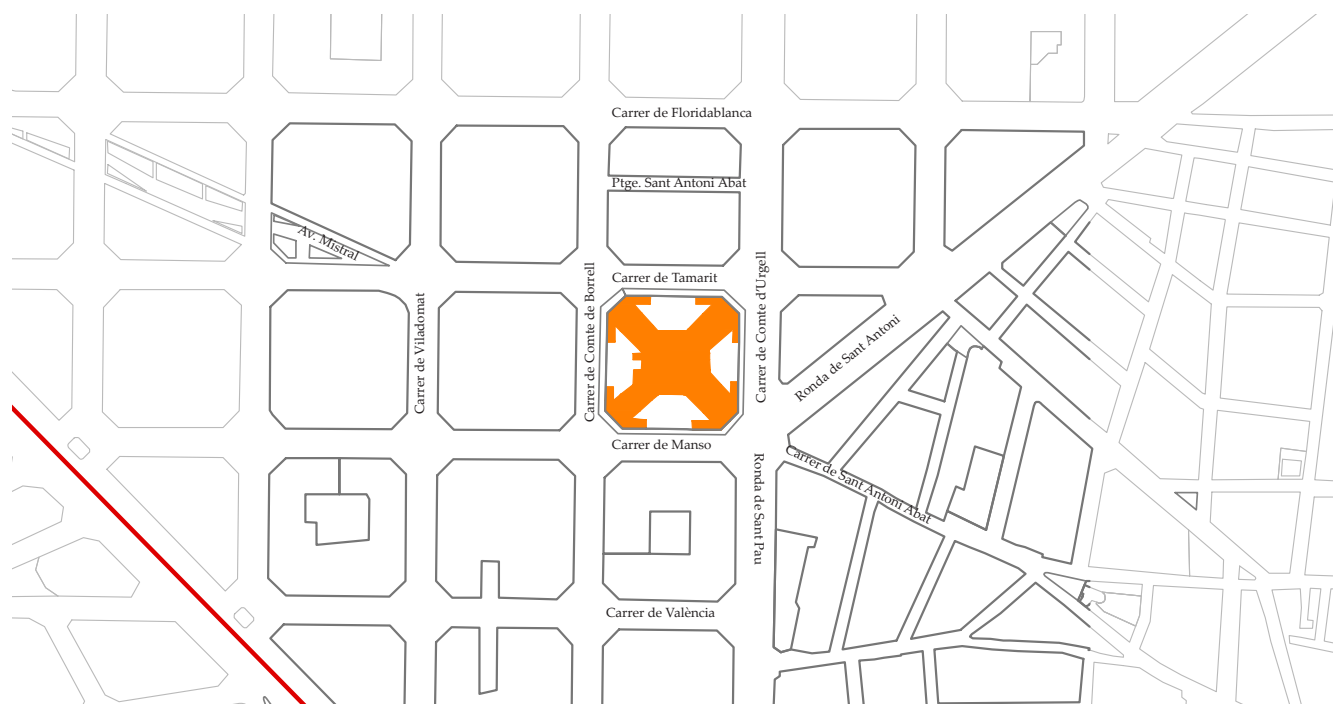 Carrer de Floridablanca
Ptge. Sant Antoni Abat
Av. Mistral
Carrer de Tamarit
Carrer de Viladomat
Carrer de Comte de Borrell
Carrer de Comte d'Urgell
Ronda de Sant Antoni
Carrer de Manso
Carrer de Sant Antoni Abat
Ronda de Sant Pau
Carrer de València